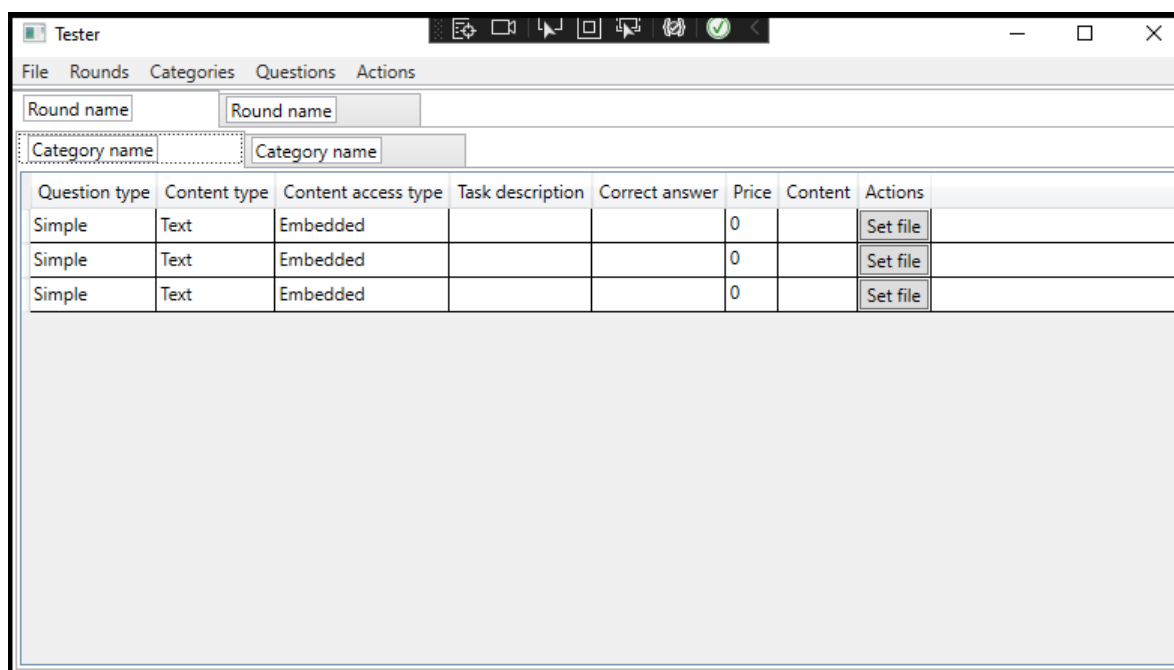 Tester
File Rounds Categories Questions Actions
Round name Round name
Category name Category name
Question type Content type Content access type Task description Correct answer Price Content Actions
Simple Text Embedded 0 Set file
Simple Text Embedded 0 Set file
Simple Text Embedded 0 Set file